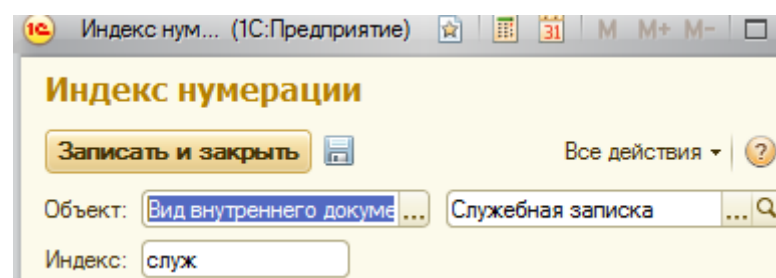 1С Индекс нум... (1С:Предприятие) 31 M M+ M-
Индекс нумерации
Записать и закрыть Все действия ?
Объект: Вид внутреннего докуме ... Служебная записка ...
Индекс: служ